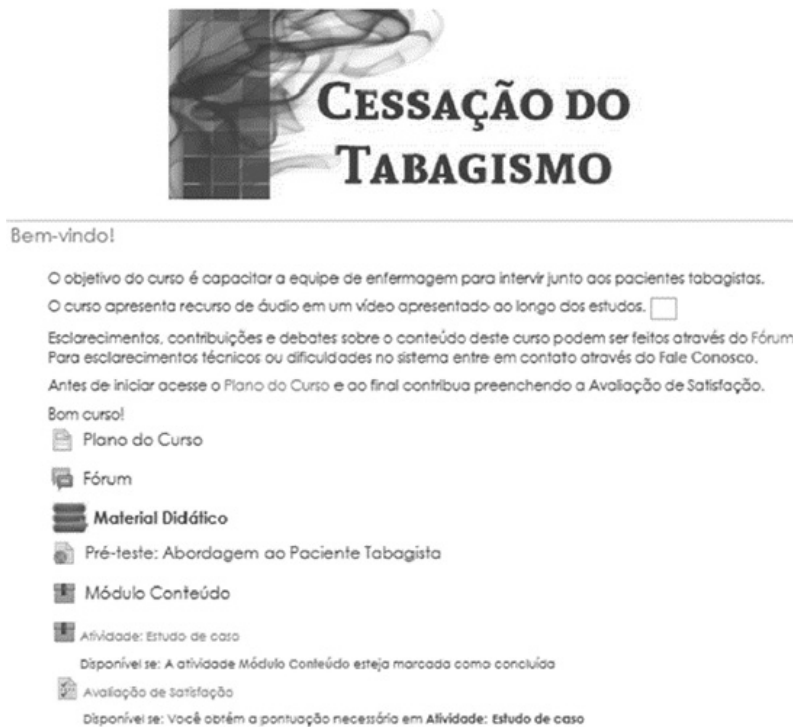 CESSAÇÃO DO
TABAGISMO
Bem-vindo!
O objetivo do curso é capacitar a equipe de enfermagem para intervir junto aos pacientes tabagistas.
O curso apresenta recurso de áudio em um vídeo apresentado ao longo dos estudos.
Esclarecimentos, contribuições e debates sobre o conteúdo deste curso podem ser feitos através do Fórum
Para esclarecimentos técnicos ou dificuldades no sistema entre em contato através do Fale Conosco.
Antes de iniciar acesse o Plano do Curso e ao final contribua preenchendo a Avaliação de Satisfação.
Bom curso!
Plano do Curso
Fórum
Material Didático
Pré-teste: Abordagem ao Paciente Tabagista
Módulo Conteúdo
Atividade: Estudo de caso
Disponível se: A atividade Módulo Conteúdo esteja marcada como concluída
Avaliação de Satisfação
Disponível se: Você obtém a pontuação necessária em Atividade: Estudo de caso